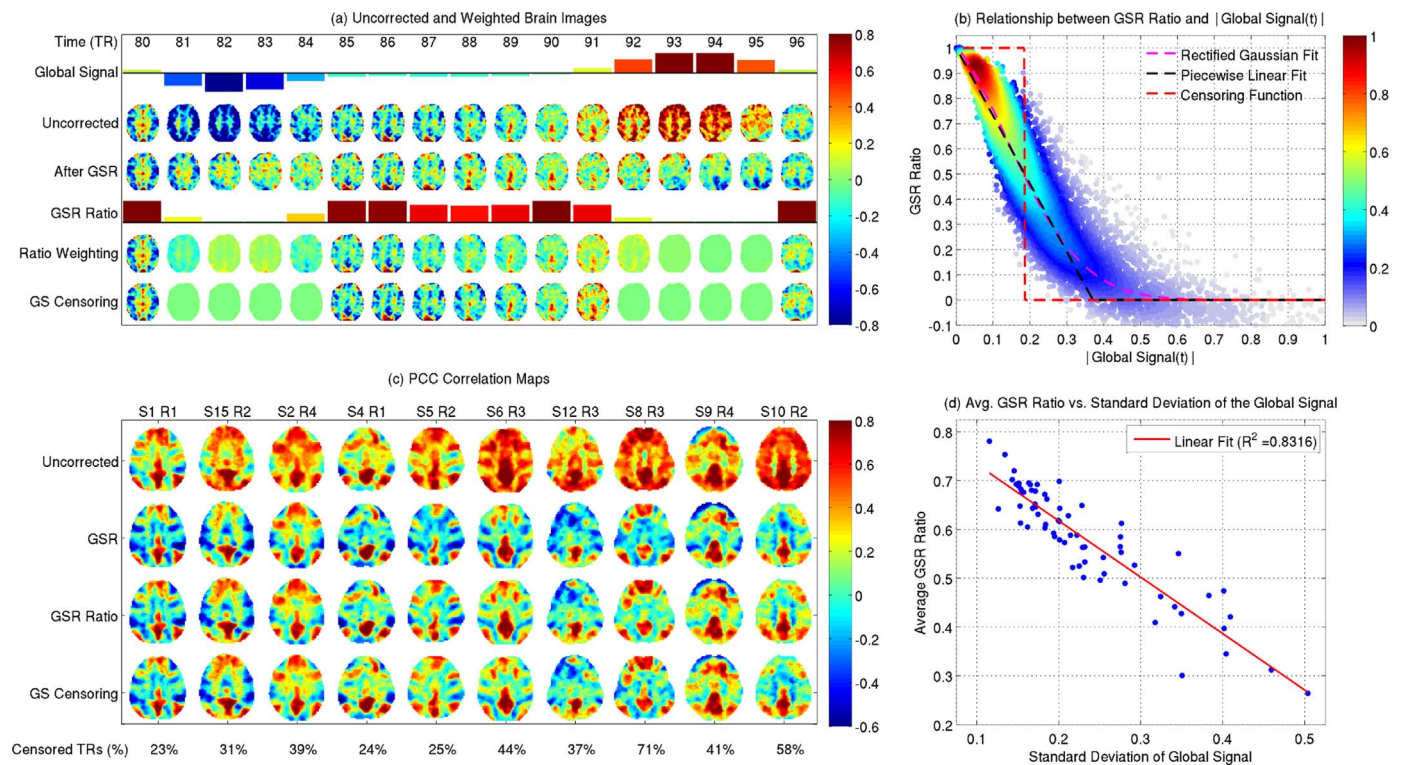 (a) Uncorrected and Weighted Brain Images
Time (TR) 80 81 82 83 84 85 86 87 88 89 90 91 92 93 94 95 96
Global Signal
Uncorrected
After GSR
GSR Ratio
Ratio Weighting
GS Censoring
0.8
0.6
0.4
0.2
0
-0.2
-0.4
-0.6
-0.8
(b) Relationship between GSR Ratio and |Global Signal(t)|
GSR Ratio
1
0.9
0.8
0.7
0.6
0.5
0.4
0.3
0.2
0.1
0
-0.1
Rectified Gaussian Fit
Piecewise Linear Fit
Censoring Function
0 0.1 0.2 0.3 0.4 0.5 0.6 0.7 0.8 0.9 1
|Global Signal(t)|
1
0.8
0.6
0.4
0.2
0
(c) PCC Correlation Maps
S1 R1 S15 R2 S2 R4 S4 R1 S5 R2 S6 R3 S12 R3 S8 R3 S9 R4 S10 R2
Uncorrected
GSR
GSR Ratio
GS Censoring
Censored TRs (%) 23% 31% 39% 24% 25% 44% 37% 71% 41% 58%
0.8
0.6
0.4
0.2
0
-0.2
-0.4
-0.6
(d) Avg. GSR Ratio vs. Standard Deviation of the Global Signal
Average GSR Ratio
0.8
0.7
0.6
0.5
0.4
0.3
0.2
Linear Fit (R² =0.8316)
0.1 0.2 0.3 0.4 0.5
Standard Deviation of Global Signal